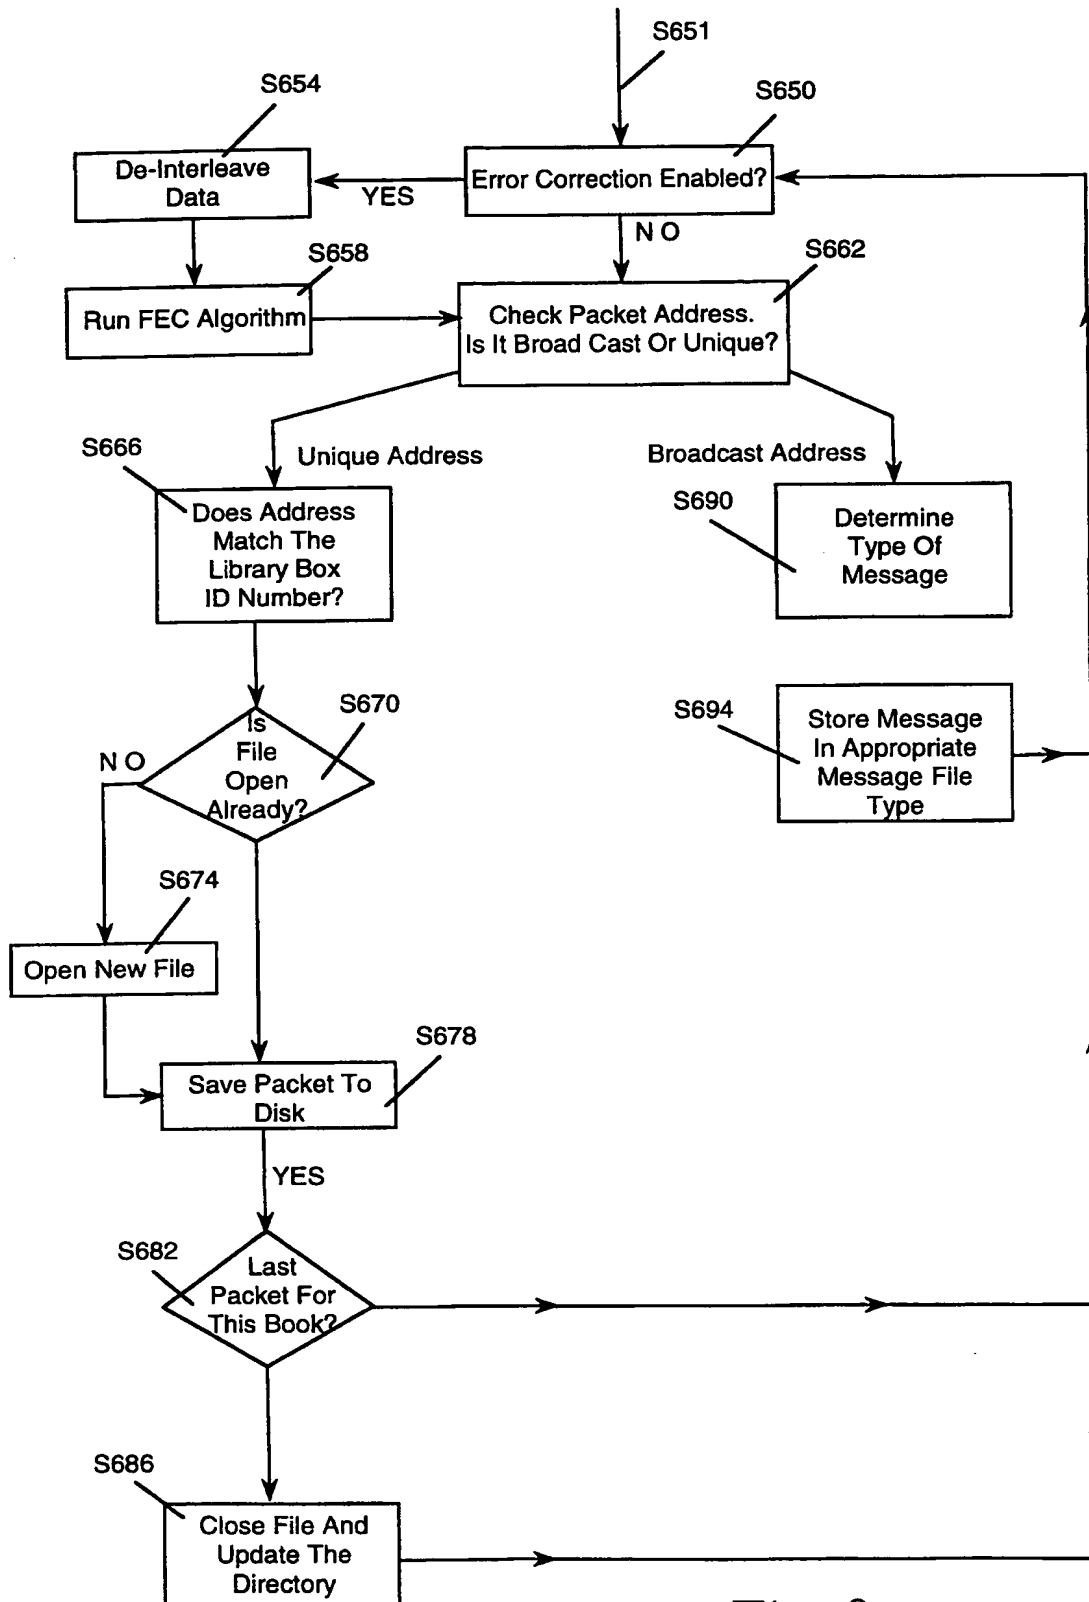 S651
S654
S650
De-Interleave
Data
YES
Error Correction Enabled?
N O
S658
S662
Run FEC Algorithm
Check Packet Address.
Is It Broad Cast Or Unique?
S666
Unique Address
Broadcast Address
Does Address
Match The
Library Box
ID Number?
S690
Determine
Type Of
Message
S670
Is
File
Open
Already?
N O
S694
Store Message
In Appropriate
Message File
Type
S674
Open New File
S678
Save Packet To
Disk
YES
S682
Last
Packet For
This Book?
S686
Close File And
Update The
Directory